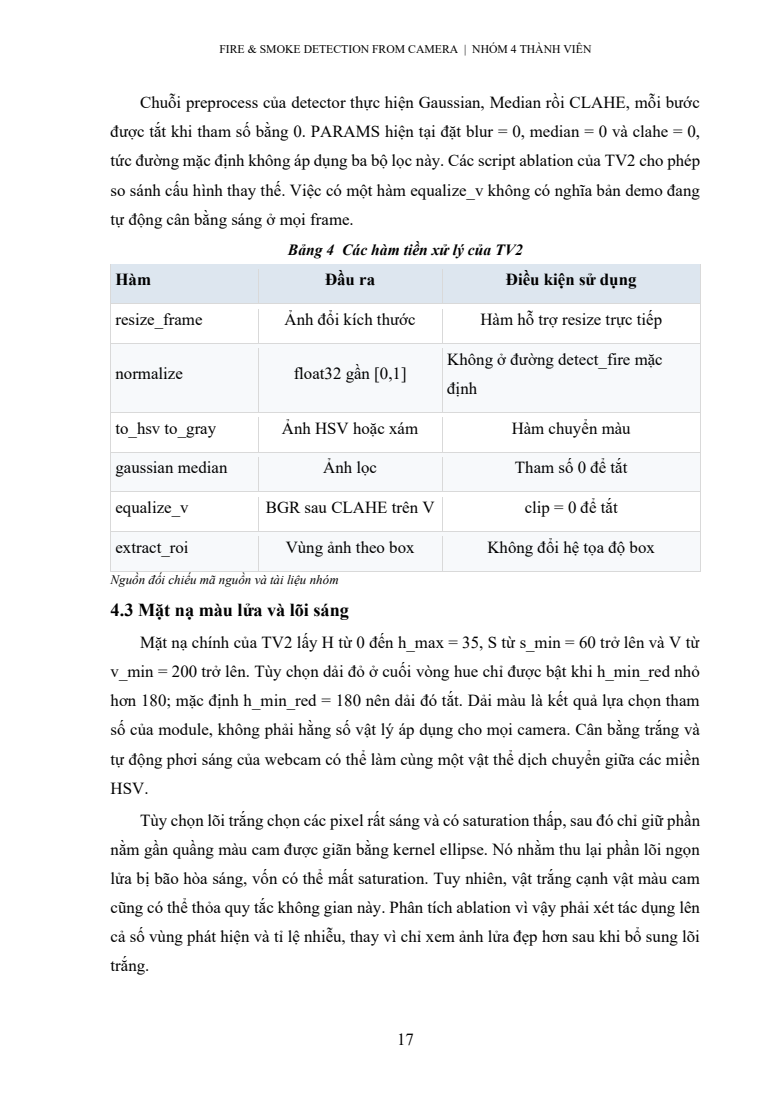 FIRE & SMOKE DETECTION FROM CAMERA | NHÓM 4 THÀNH VIÊN
Chuỗi preprocess của detector thực hiện Gaussian, Median rồi CLAHE, mỗi bước
được tắt khi tham số bằng 0. PARAMS hiện tại đặt blur = 0, median = 0 và clahe = 0,
tức đường mặc định không áp dụng ba bộ lọc này. Các script ablation của TV2 cho phép
so sánh cấu hình thay thế. Việc có một hàm equalize_v không có nghĩa bản demo đang
tự động cân bằng sáng ở mọi frame.
Bảng 4 Các hàm tiền xử lý của TV2
Hàm Đầu ra Điều kiện sử dụng
resize_frame Ảnh đổi kích thước Hàm hỗ trợ resize trực tiếp
normalize float32 gần [0,1] Không ở đường detect_fire mặc
định
to_hsv to_gray Ảnh HSV hoặc xám Hàm chuyển màu
gaussian median Ảnh lọc Tham số 0 để tắt
equalize_v BGR sau CLAHE trên V clip = 0 để tắt
extract_roi Vùng ảnh theo box Không đổi hệ tọa độ box
Nguồn đối chiếu mã nguồn và tài liệu nhóm
4.3 Mặt nạ màu lửa và lõi sáng
Mặt nạ chính của TV2 lấy H từ 0 đến h_max = 35, S từ s_min = 60 trở lên và V từ
v_min = 200 trở lên. Tùy chọn dải đỏ ở cuối vòng hue chỉ được bật khi h_min_red nhỏ
hơn 180; mặc định h_min_red = 180 nên dải đó tắt. Dải màu là kết quả lựa chọn tham
số của module, không phải hằng số vật lý áp dụng cho mọi camera. Cân bằng trắng và
tự động phơi sáng của webcam có thể làm cùng một vật thể dịch chuyển giữa các miền
HSV.
Tùy chọn lõi trắng chọn các pixel rất sáng và có saturation thấp, sau đó chỉ giữ phần
nằm gần quầng màu cam được giãn bằng kernel ellipse. Nó nhằm thu lại phần lõi ngọn
lửa bị bão hòa sáng, vốn có thể mất saturation. Tuy nhiên, vật trắng cạnh vật màu cam
cũng có thể thỏa quy tắc không gian này. Phân tích ablation vì vậy phải xét tác dụng lên
cả số vùng phát hiện và tỉ lệ nhiễu, thay vì chỉ xem ảnh lửa đẹp hơn sau khi bổ sung lõi
trắng.
17